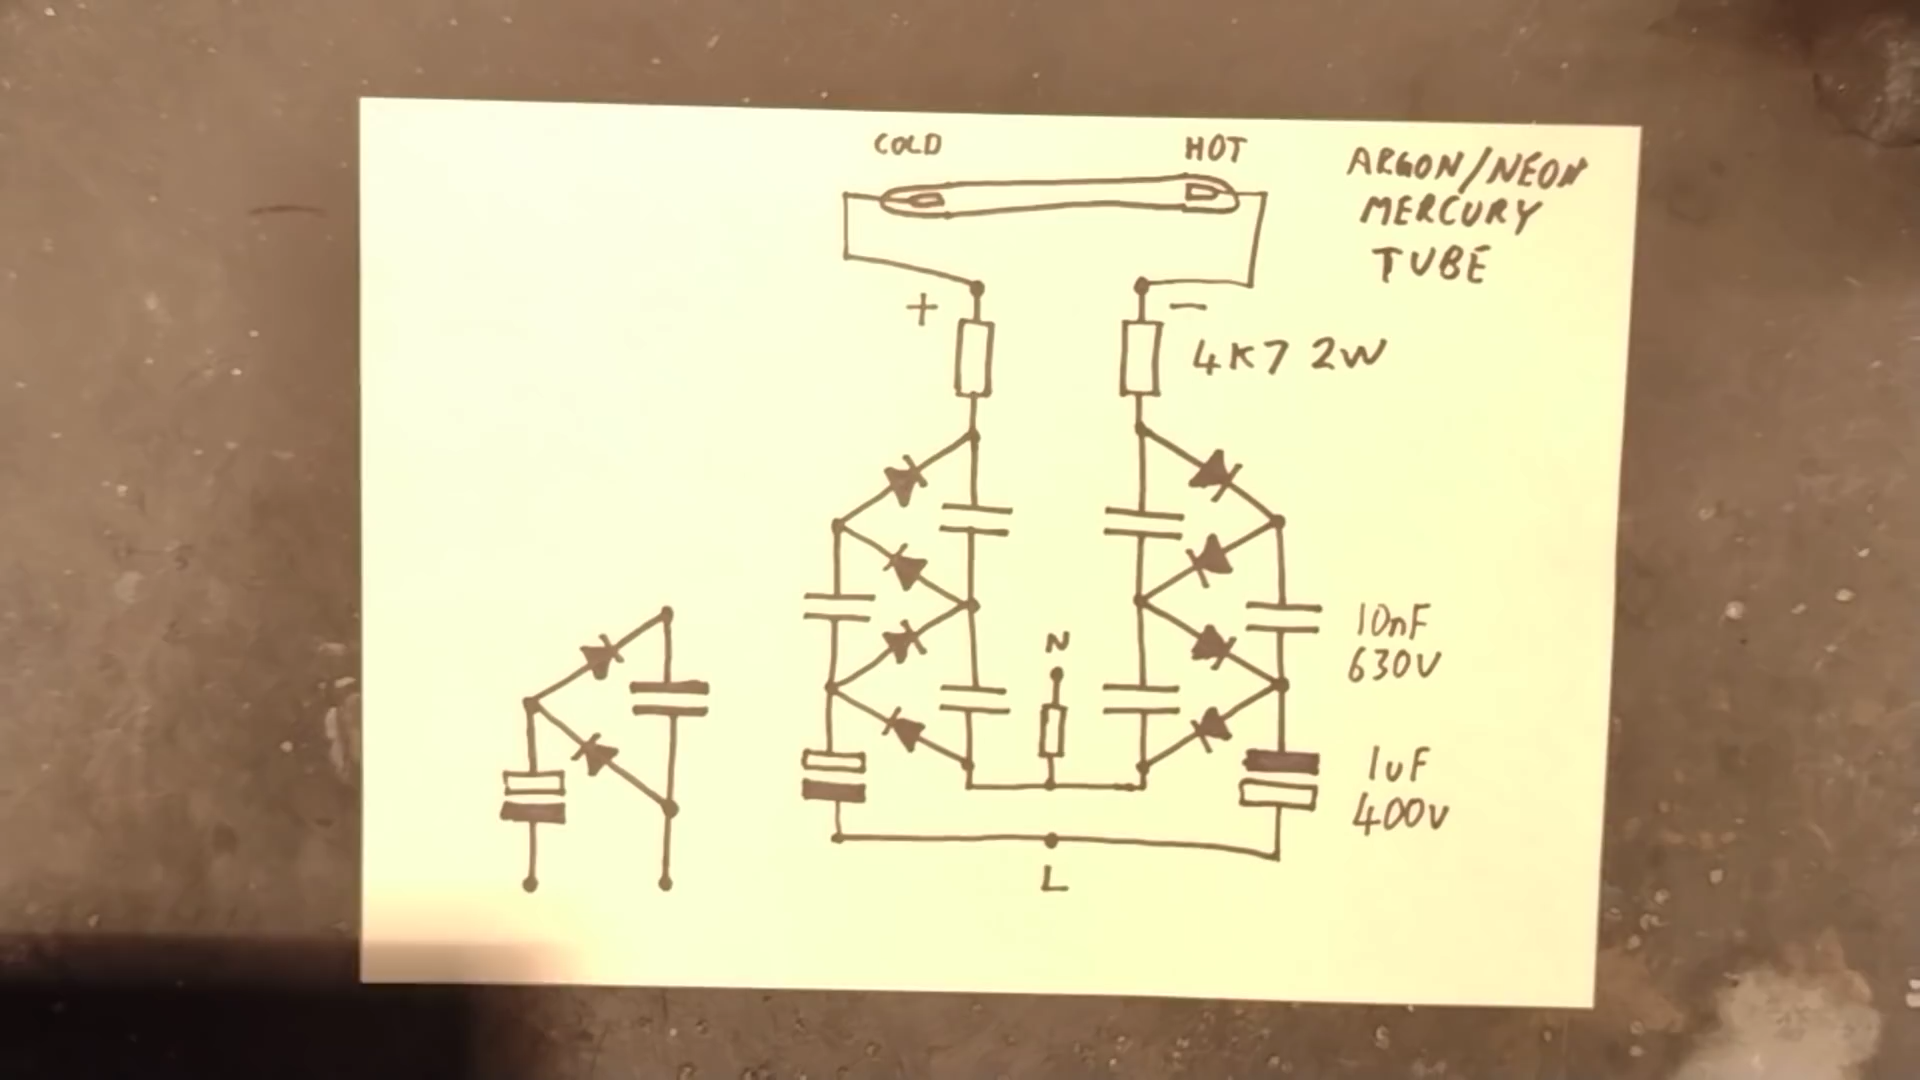 COLD
HOT
ARGON/NEON
MERCURY
TUBE
+
−
4K7 2W
N
10nF
630V
1uF
400V
L